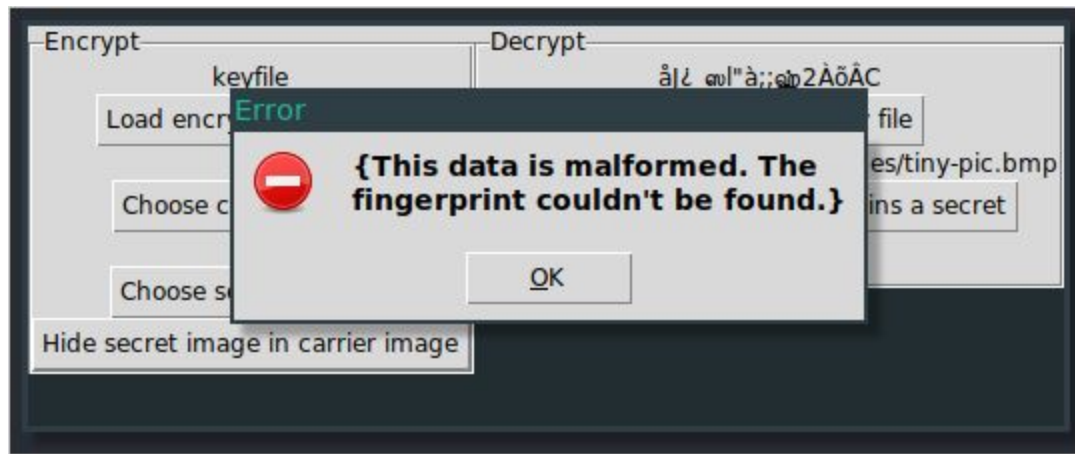 Encrypt
Decrypt
keyfile
Load encry
file
es/tiny-pic.bmp
Choose c
ins a secret
Choose s
Hide secret image in carrier image
Error
{This data is malformed. The
fingerprint couldn't be found.}
OK